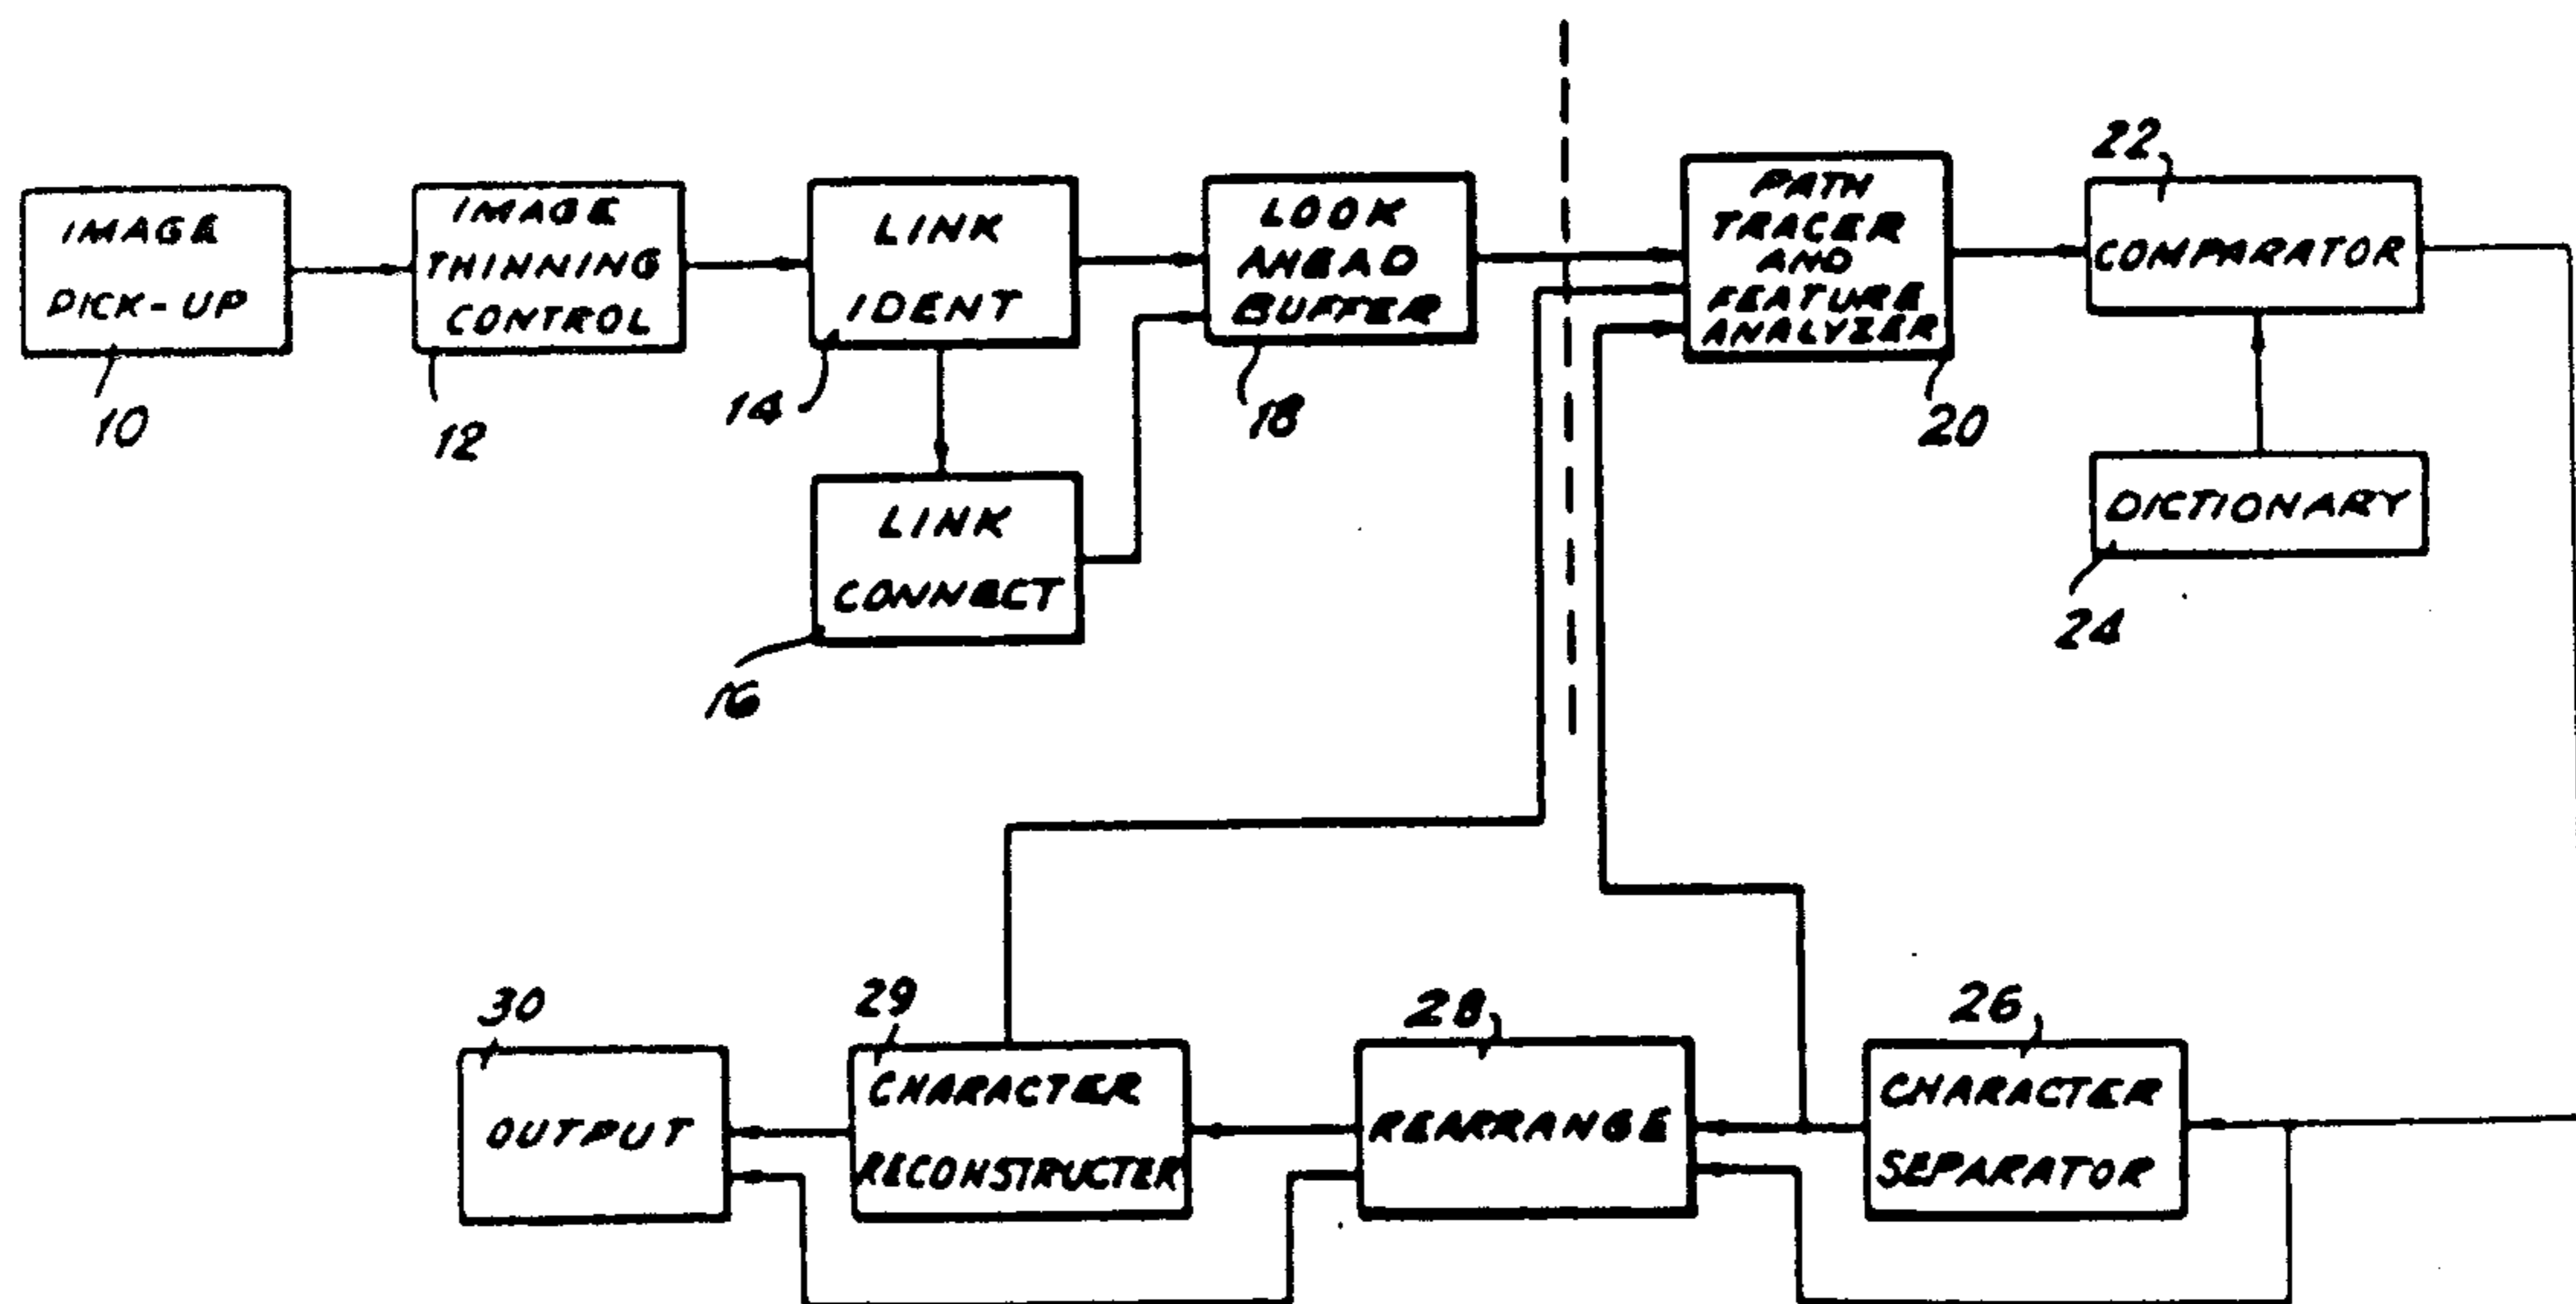 IMAGE
PICK-UP
10
IMAGE
THINNING
CONTROL
12
LINK
IDENT
14
LINK
CONNECT
16
LOOK
AHEAD
BUFFER
18
PATH
TRACER
AND
FEATURE
ANALYZER
20
22
COMPARATOR
DICTIONARY
24
30
OUTPUT
29
CHARACTER
RECONSTRUCTER
28
REARRANGE
26
CHARACTER
SEPARATOR